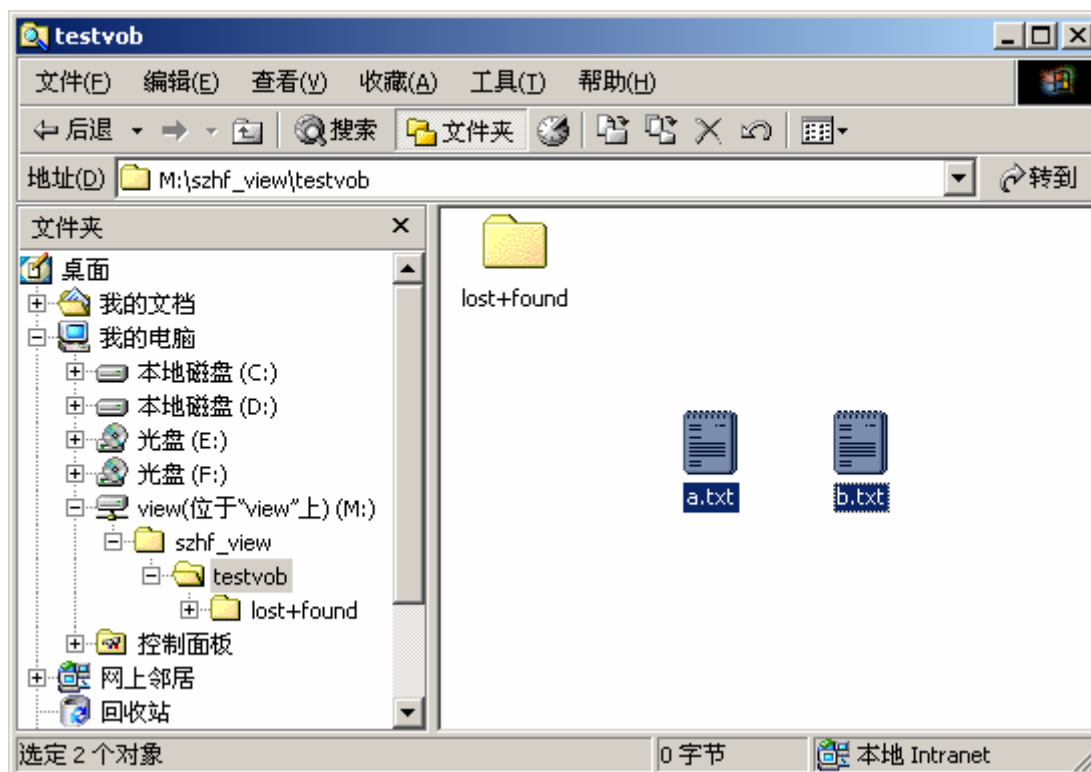 testvob
文件(F) 编辑(E) 查看(V) 收藏(A) 工具(T) 帮助(H)
后退 搜索 文件夹
地址(D) M:\szhf_view\testvob 转到
文件夹
桌面
我的文档
我的电脑
本地磁盘 (C:)
本地磁盘 (D:)
光盘 (E:)
光盘 (F:)
view(位于"view"上) (M:)
szhf_view
testvob
lost+found
控制面板
网上邻居
回收站
lost+found
a.txt b.txt
选定 2 个对象 0 字节 本地 Intranet